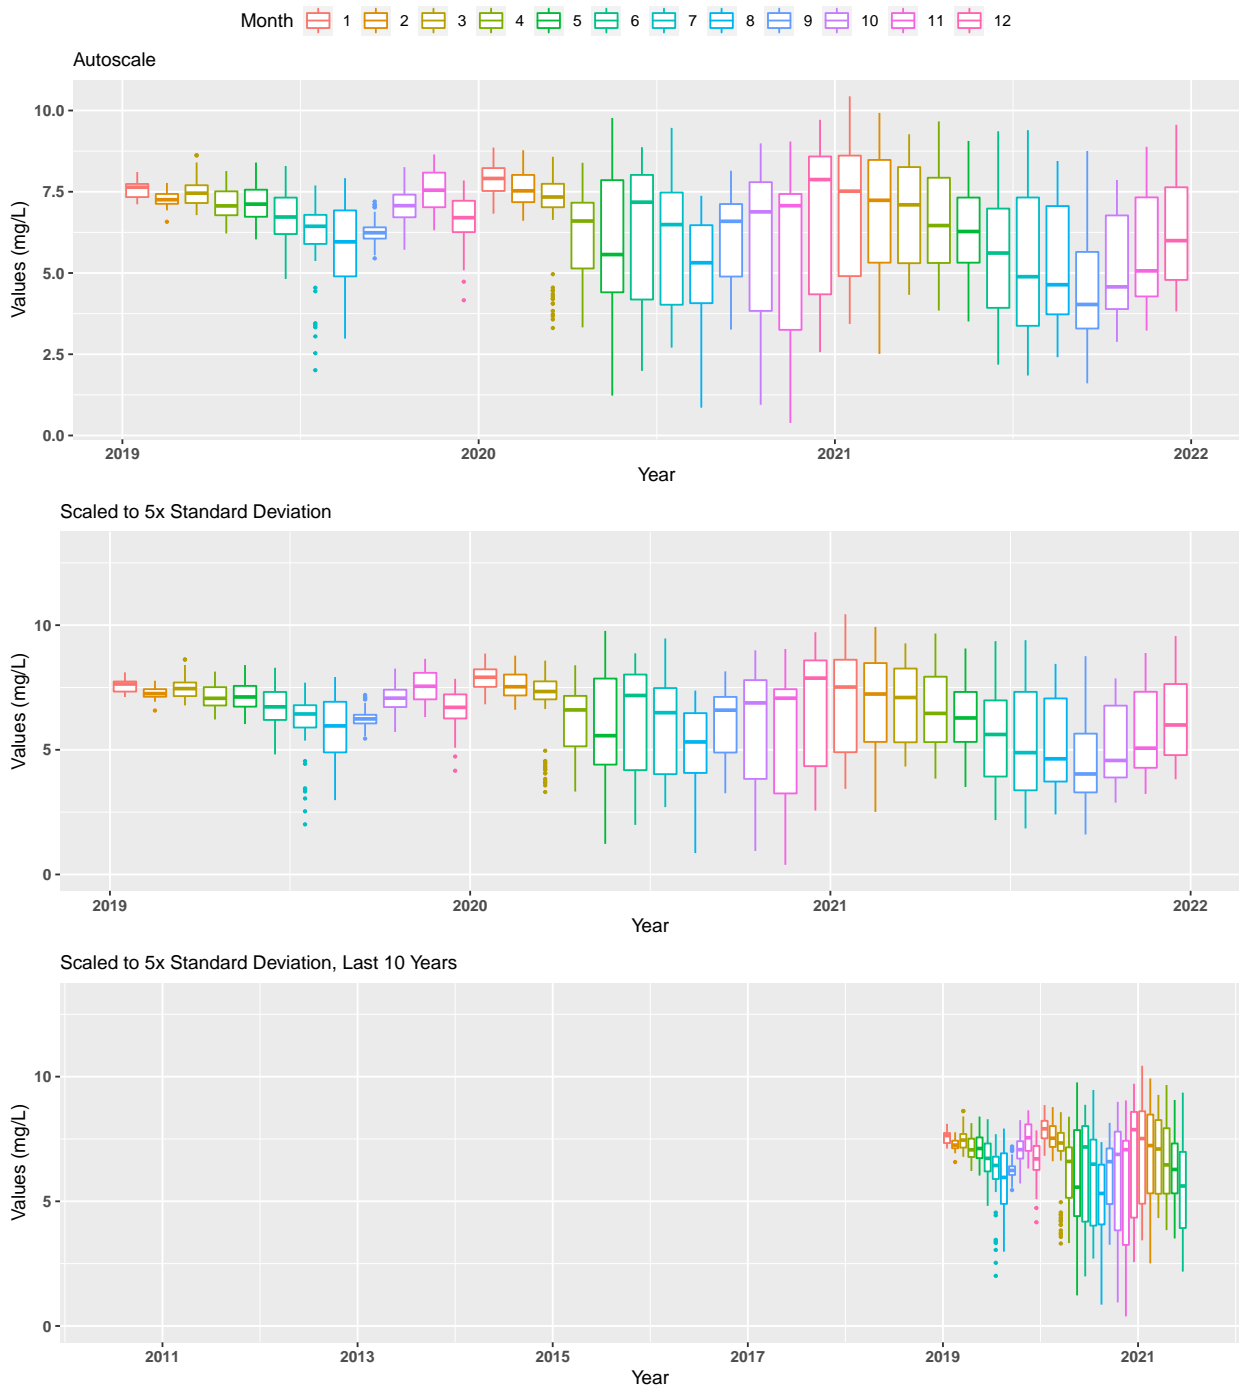 Month 1 2 3 4 5 6 7 8 9 10 11 12
Autoscale
10.0
7.5
5.0
2.5
0.0
Values (mg/L)
2019 2020 2021 2022
Year
Scaled to 5x Standard Deviation
10
5
0
Values (mg/L)
2019 2020 2021 2022
Year
Scaled to 5x Standard Deviation, Last 10 Years
10
5
0
Values (mg/L)
2011 2013 2015 2017 2019 2021
Year